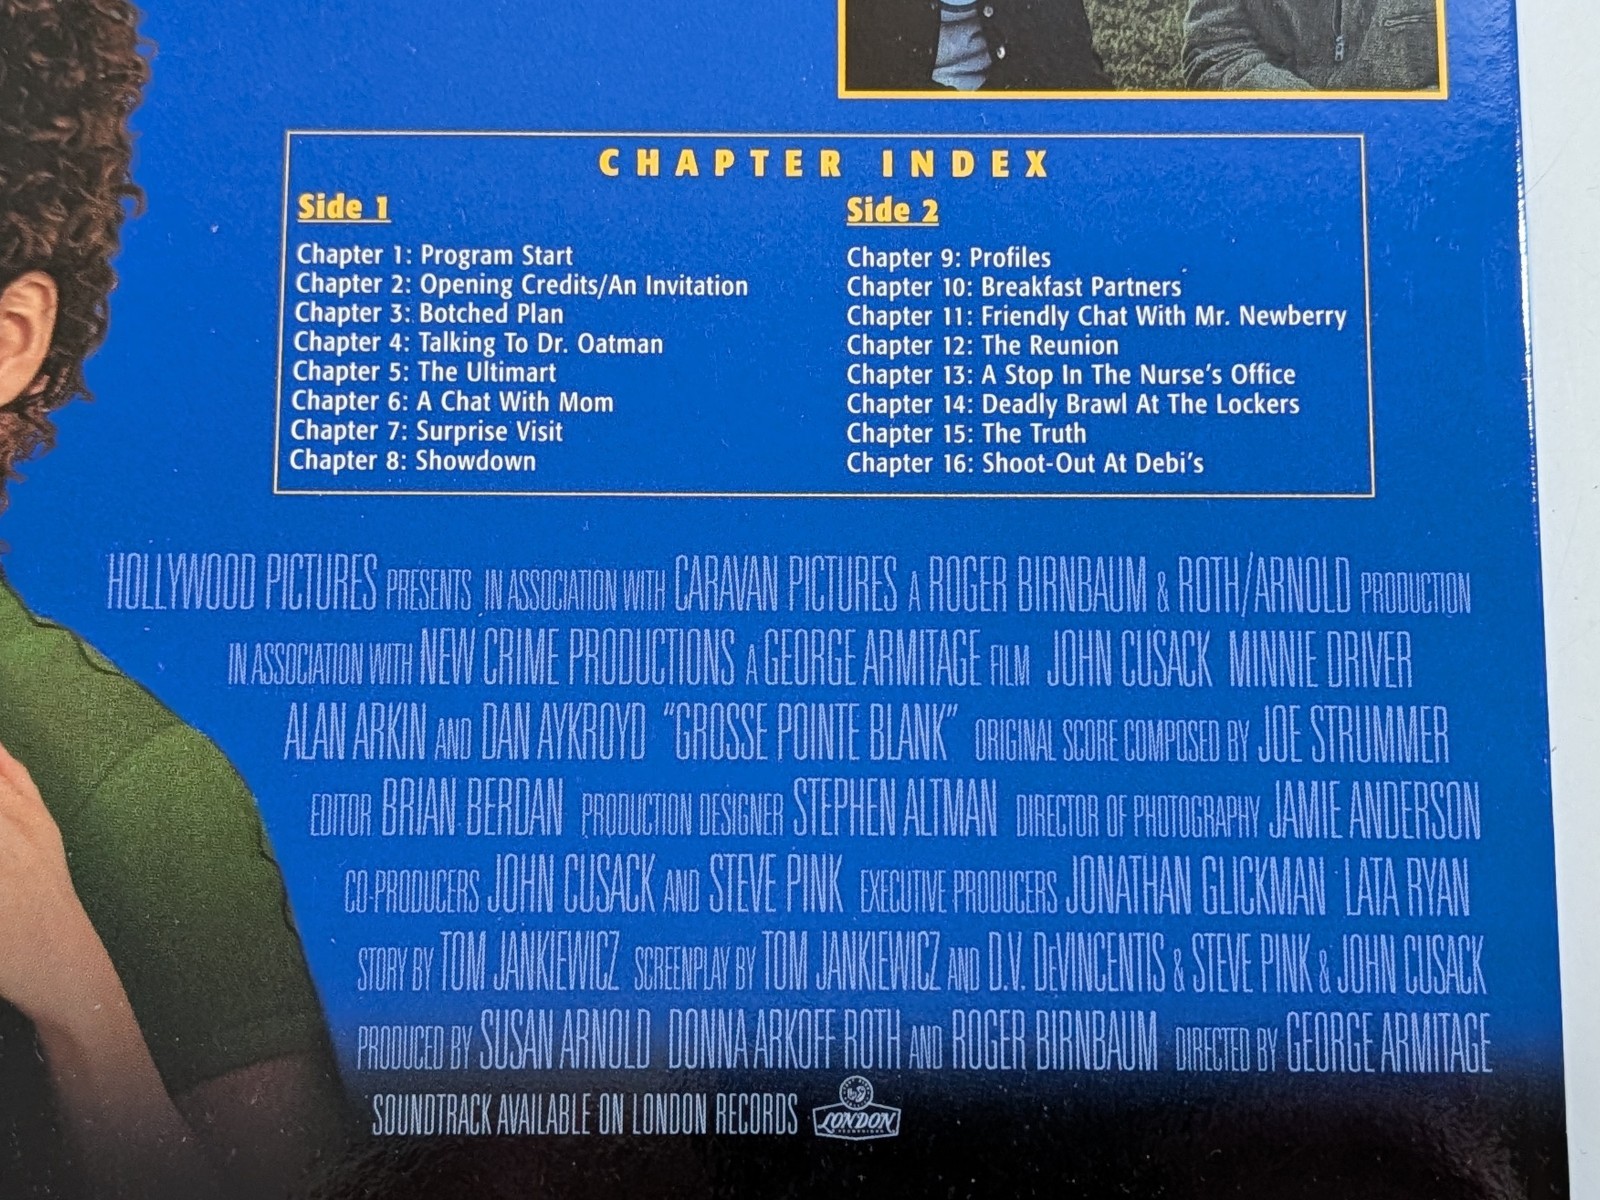 CHAPTER INDEX
Side 1
Chapter 1: Program Start
Chapter 2: Opening Credits/An Invitation
Chapter 3: Botched Plan
Chapter 4: Talking To Dr. Oatman
Chapter 5: The Ultimart
Chapter 6: A Chat With Mom
Chapter 7: Surprise Visit
Chapter 8: Showdown
Side 2
Chapter 9: Profiles
Chapter 10: Breakfast Partners
Chapter 11: Friendly Chat With Mr. Newberry
Chapter 12: The Reunion
Chapter 13: A Stop In The Nurse's Office
Chapter 14: Deadly Brawl At The Lockers
Chapter 15: The Truth
Chapter 16: Shoot-Out At Debi's
HOLLYWOOD PICTURES PRESENTS IN ASSOCIATION WITH CARAVAN PICTURES A ROGER BIRNBAUM & ROTH/ARNOLD PRODUCTION
IN ASSOCIATION WITH NEW CRIME PRODUCTIONS A GEORGE ARMITAGE FILM JOHN CUSACK MINNIE DRIVER
ALAN ARKIN AND DAN AYKROYD "GROSSE POINTE BLANK" ORIGINAL SCORE COMPOSED BY JOE STRUMMER
EDITOR BRIAN BERDAN PRODUCTION DESIGNER STEPHEN ALTMAN DIRECTOR OF PHOTOGRAPHY JAMIE ANDERSON
CO-PRODUCERS JOHN CUSACK AND STEVE PINK EXECUTIVE PRODUCERS JONATHAN GLICKMAN LATA RYAN
STORY BY TOM JANKIEWICZ SCREENPLAY BY TOM JANKIEWICZ AND D.V. DeVINCENTIS & STEVE PINK & JOHN CUSACK
PRODUCED BY SUSAN ARNOLD DONNA ARKOFF ROTH AND ROGER BIRNBAUM DIRECTED BY GEORGE ARMITAGE
SOUNDTRACK AVAILABLE ON LONDON RECORDS LONDON